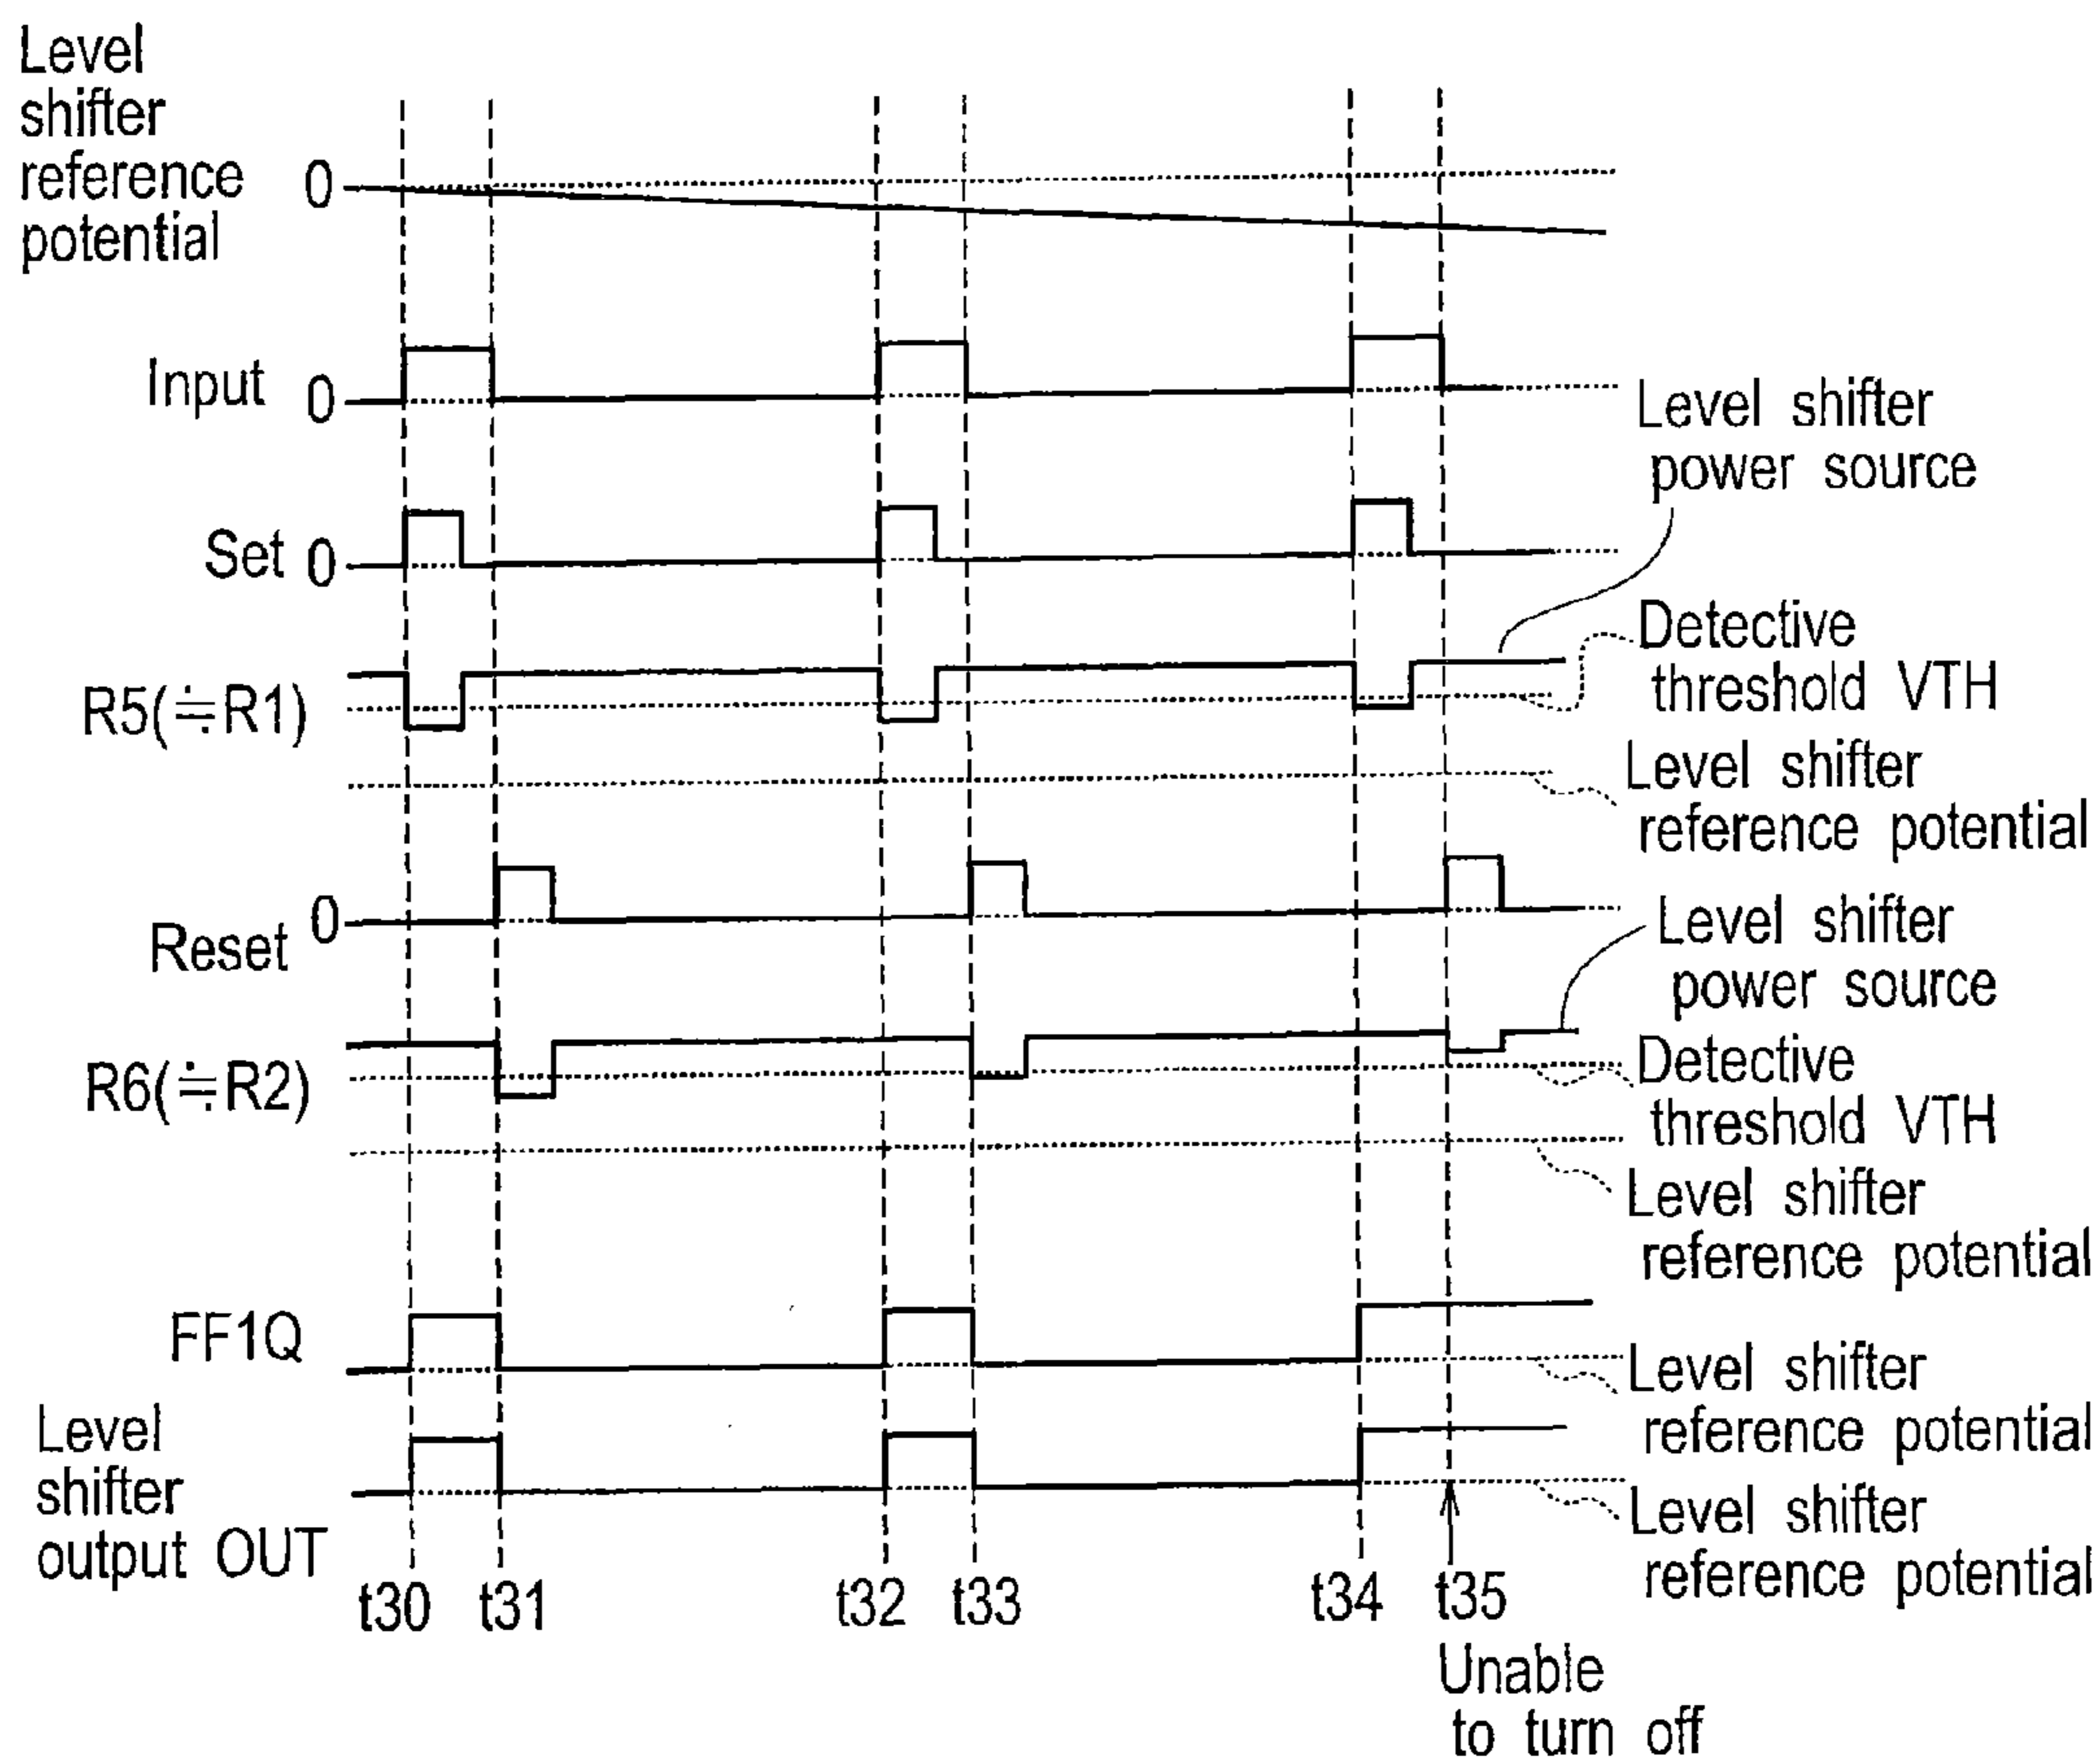 Level
shifter
reference
potential
0
Input 0
Level shifter
power source
Set 0
Detective
threshold VTH
R5(≒R1)
Level shifter
reference potential
Reset 0
Level shifter
power source
R6(≒R2)
Detective
threshold VTH
Level shifter
reference potential
FF1Q
Level shifter
reference potential
Level
shifter
output OUT
Level shifter
reference potential
t30 t31 t32 t33 t34 t35
Unable
to turn off